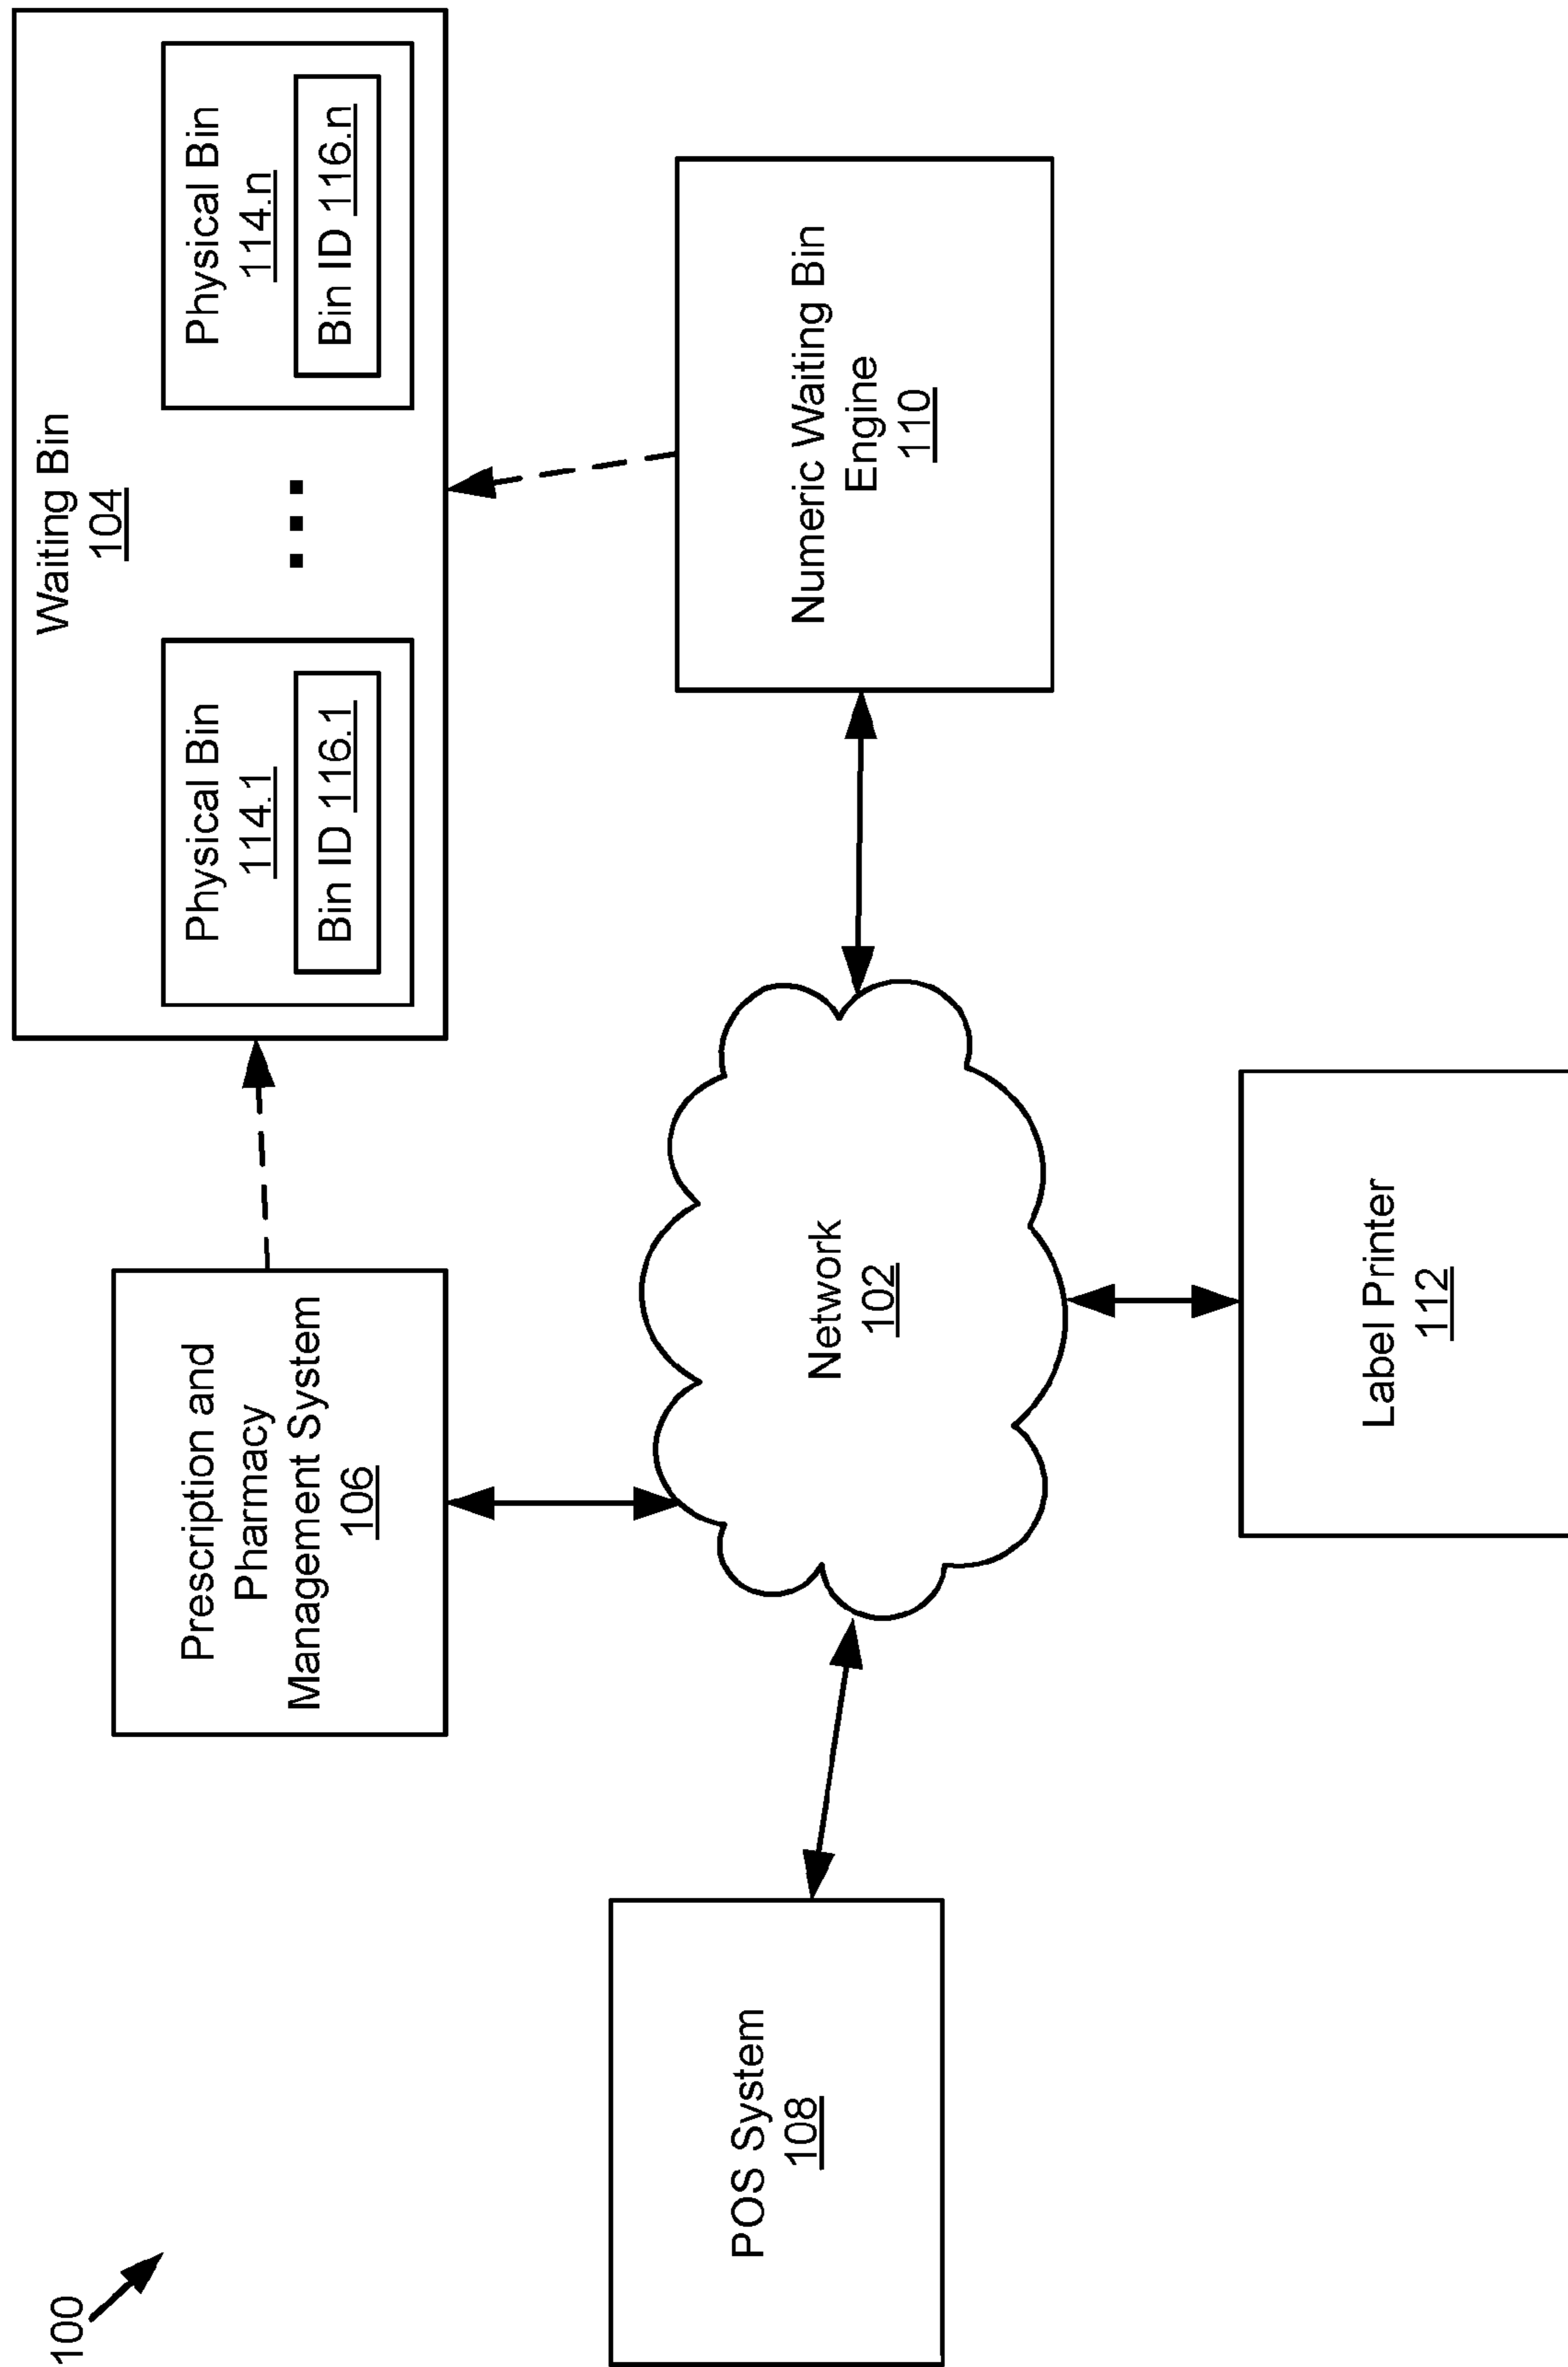 100
Prescription and
Pharmacy
Management System
106
Waiting Bin
104
Physical Bin
114.1
Bin ID 116.1
Physical Bin
114.n
Bin ID 116.n
POS System
108
Network
102
Numeric Waiting Bin
Engine
110
Label Printer
112